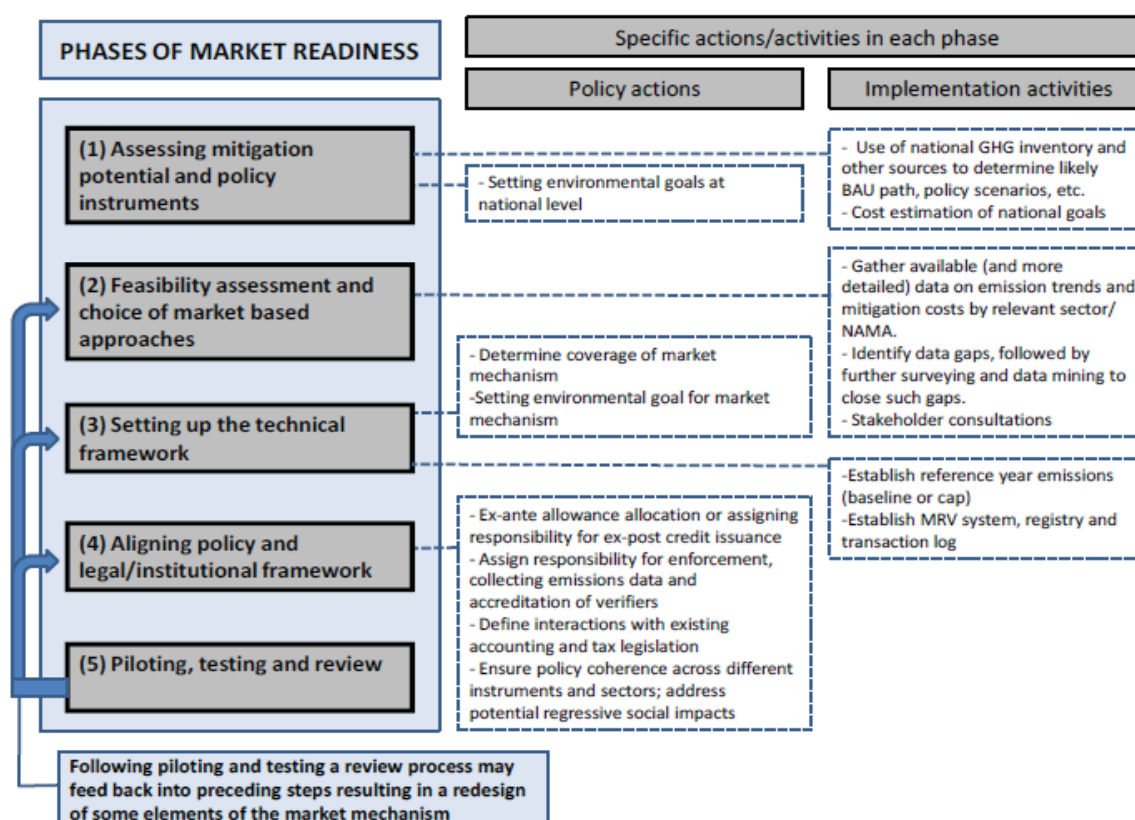 PHASES OF MARKET READINESS
Specific actions/activities in each phase
Policy actions
Implementation activities
(1) Assessing mitigation
potential and policy
instruments
- Setting environmental goals at
national level
- Use of national GHG inventory and
other sources to determine likely
BAU path, policy scenarios, etc.
- Cost estimation of national goals
(2) Feasibility assessment and
choice of market based
approaches
- Gather available (and more
detailed) data on emission trends and
mitigation costs by relevant sector/
NAMA.
- Identify data gaps, followed by
further surveying and data mining to
close such gaps.
- Stakeholder consultations
- Determine coverage of market
mechanism
-Setting environmental goal for market
mechanism
(3) Setting up the technical
framework
-Establish reference year emissions
(baseline or cap)
-Establish MRV system, registry and
transaction log
(4) Aligning policy and
legal/institutional framework
- Ex-ante allowance allocation or assigning
responsibility for ex-post credit issuance
- Assign responsibility for enforcement,
collecting emissions data and
accreditation of verifiers
- Define interactions with existing
accounting and tax legislation
- Ensure policy coherence across different
instruments and sectors; address
potential regressive social impacts
(5) Piloting, testing and review
Following piloting and testing a review process may
feed back into preceding steps resulting in a redesign
of some elements of the market mechanism